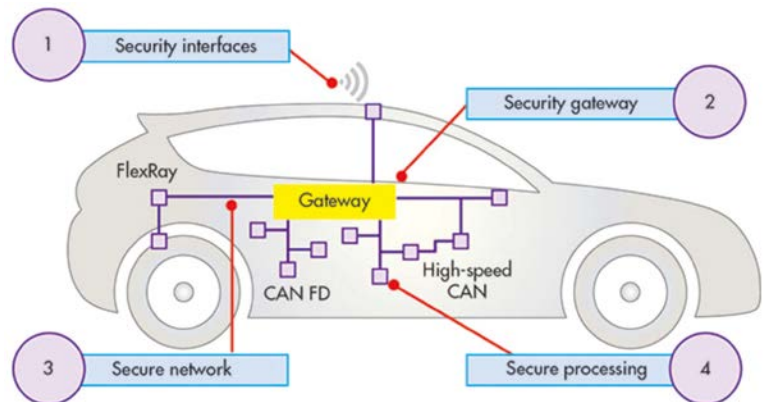 1
Security interfaces
Security gateway
2
FlexRay
Gateway
CAN FD
High-speed
CAN
3
Secure network
Secure processing
4